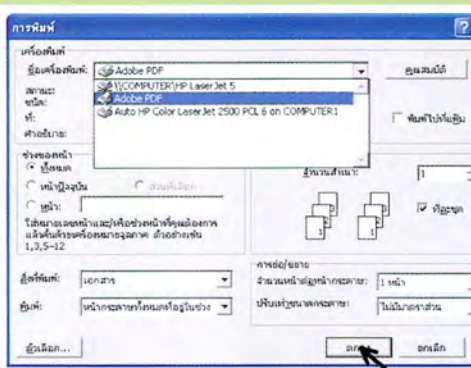 การพิมพ์
เครื่องพิมพ์
ชื่อเครื่องพิมพ์: Adobe PDF คุณสมบัติ
สถานะ: \\COMPUTER\HP LaserJet 5
ชนิด: Adobe PDF
ที่: Auto HP Color LaserJet 2500 PCL 6 on COMPUTER1 พิมพ์ไปที่แฟ้ม
คำอธิบาย:
ช่วงของหน้า
ทั้งหมด จำนวนสำเนา: 1
หน้าปัจจุบัน ส่วนที่เลือก
หน้า: ทีละชุด
ใส่หมายเลขหน้าและ/หรือช่วงหน้าที่คุณต้องการ
แล้วคั่นด้วยเครื่องหมายจุลภาค ตัวอย่างเช่น
1,3,5–12
การย่อ/ขยาย
สิ่งที่พิมพ์: เอกสาร จำนวนหน้าต่อหน้ากระดาษ: 1 หน้า
พิมพ์: หน้ากระดาษทั้งหมดที่อยู่ในช่วง ปรับเท่าขนาดกระดาษ: ไม่มีมาตราส่วน
ตัวเลือก... ตกลง ยกเลิก